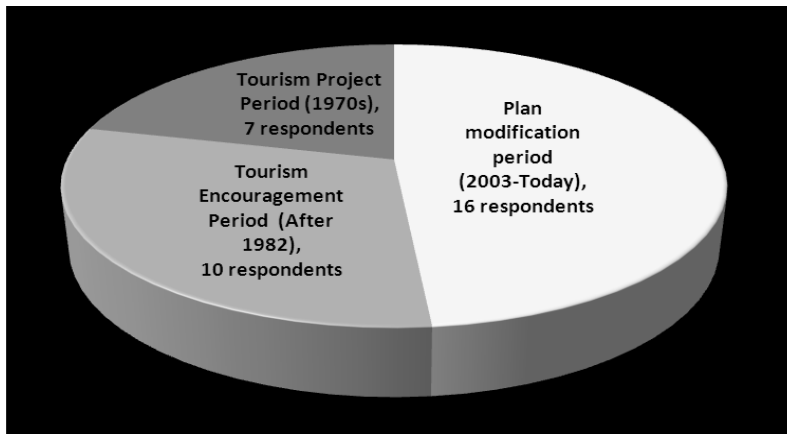 Tourism Project
Period (1970s),
7 respondents
Plan
modification
period
(2003-Today),
16 respondents
Tourism
Encouragement
Period (After
1982),
10 respondents